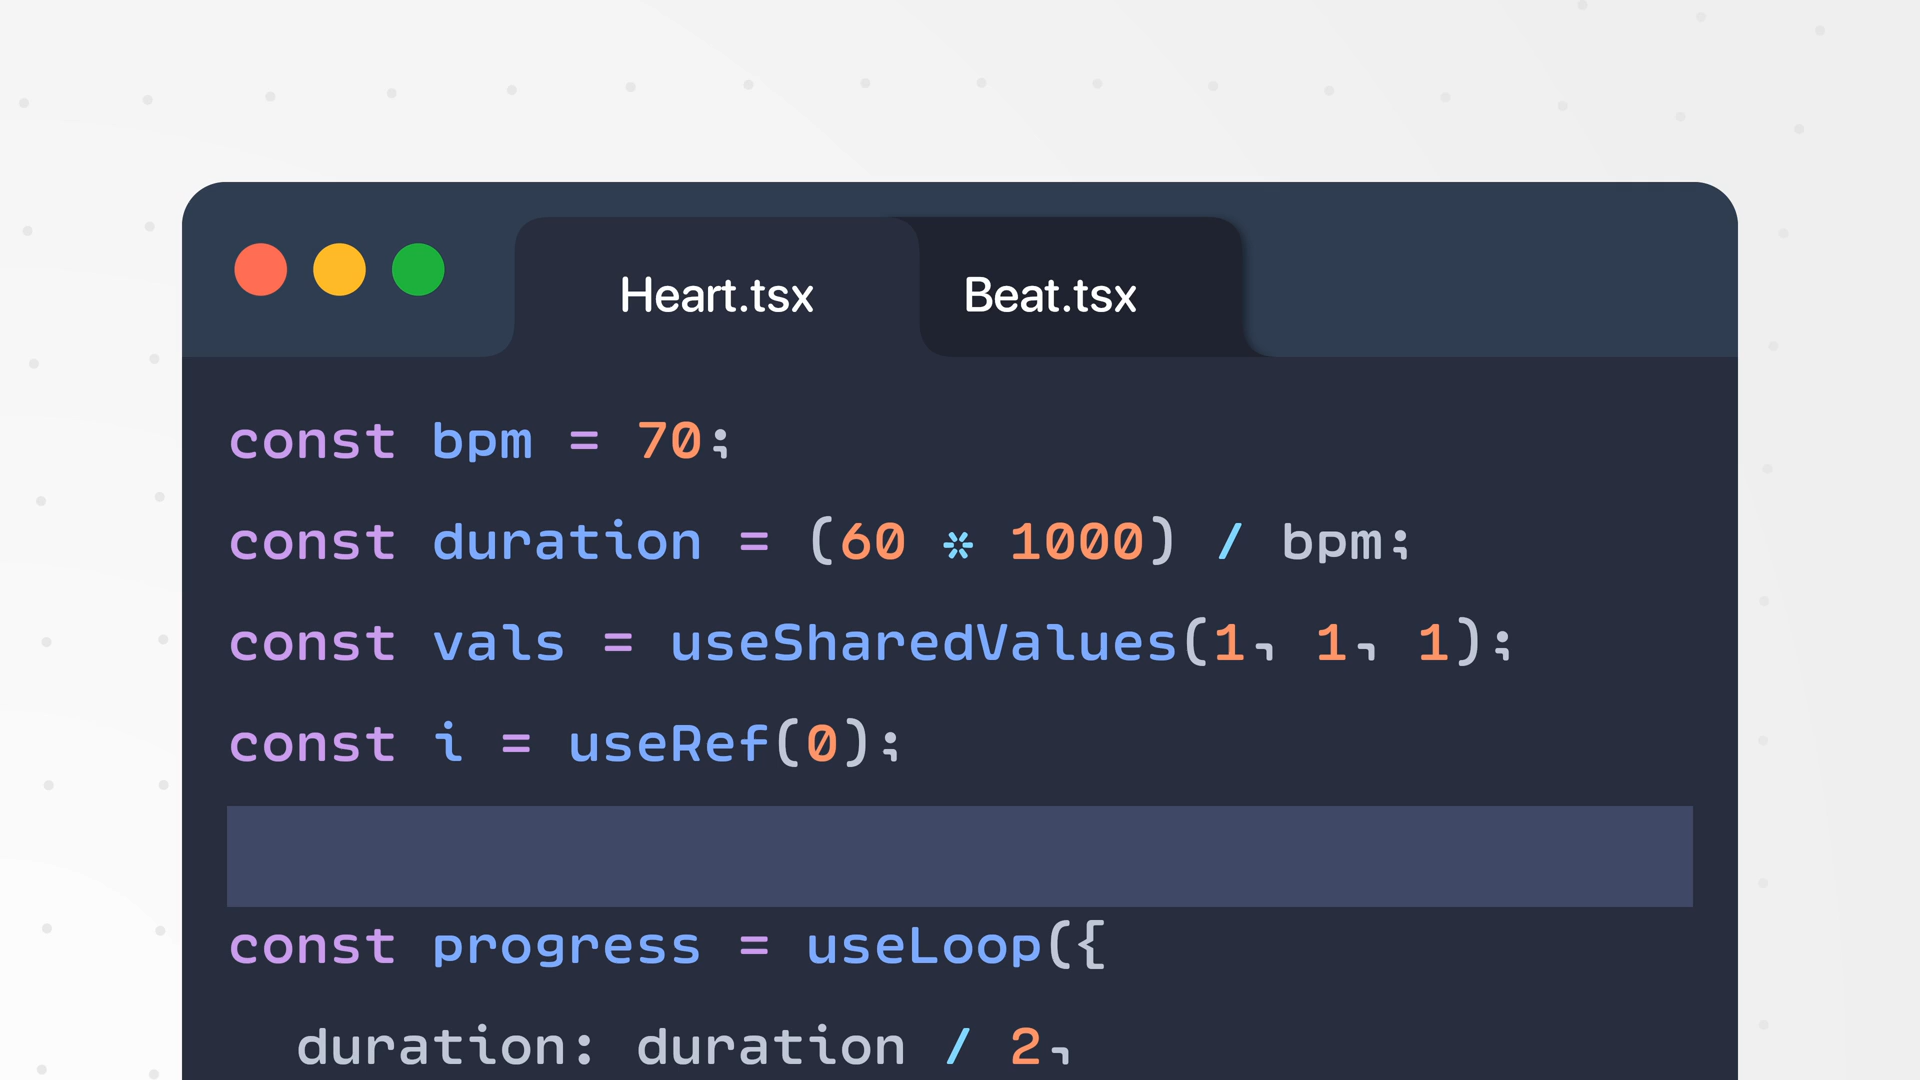 Heart.tsx Beat.tsx
const bpm = 70;
const duration = (60 * 1000) / bpm;
const vals = useSharedValues(1, 1, 1);
const i = useRef(0);
const progress = useLoop({
  duration: duration / 2,